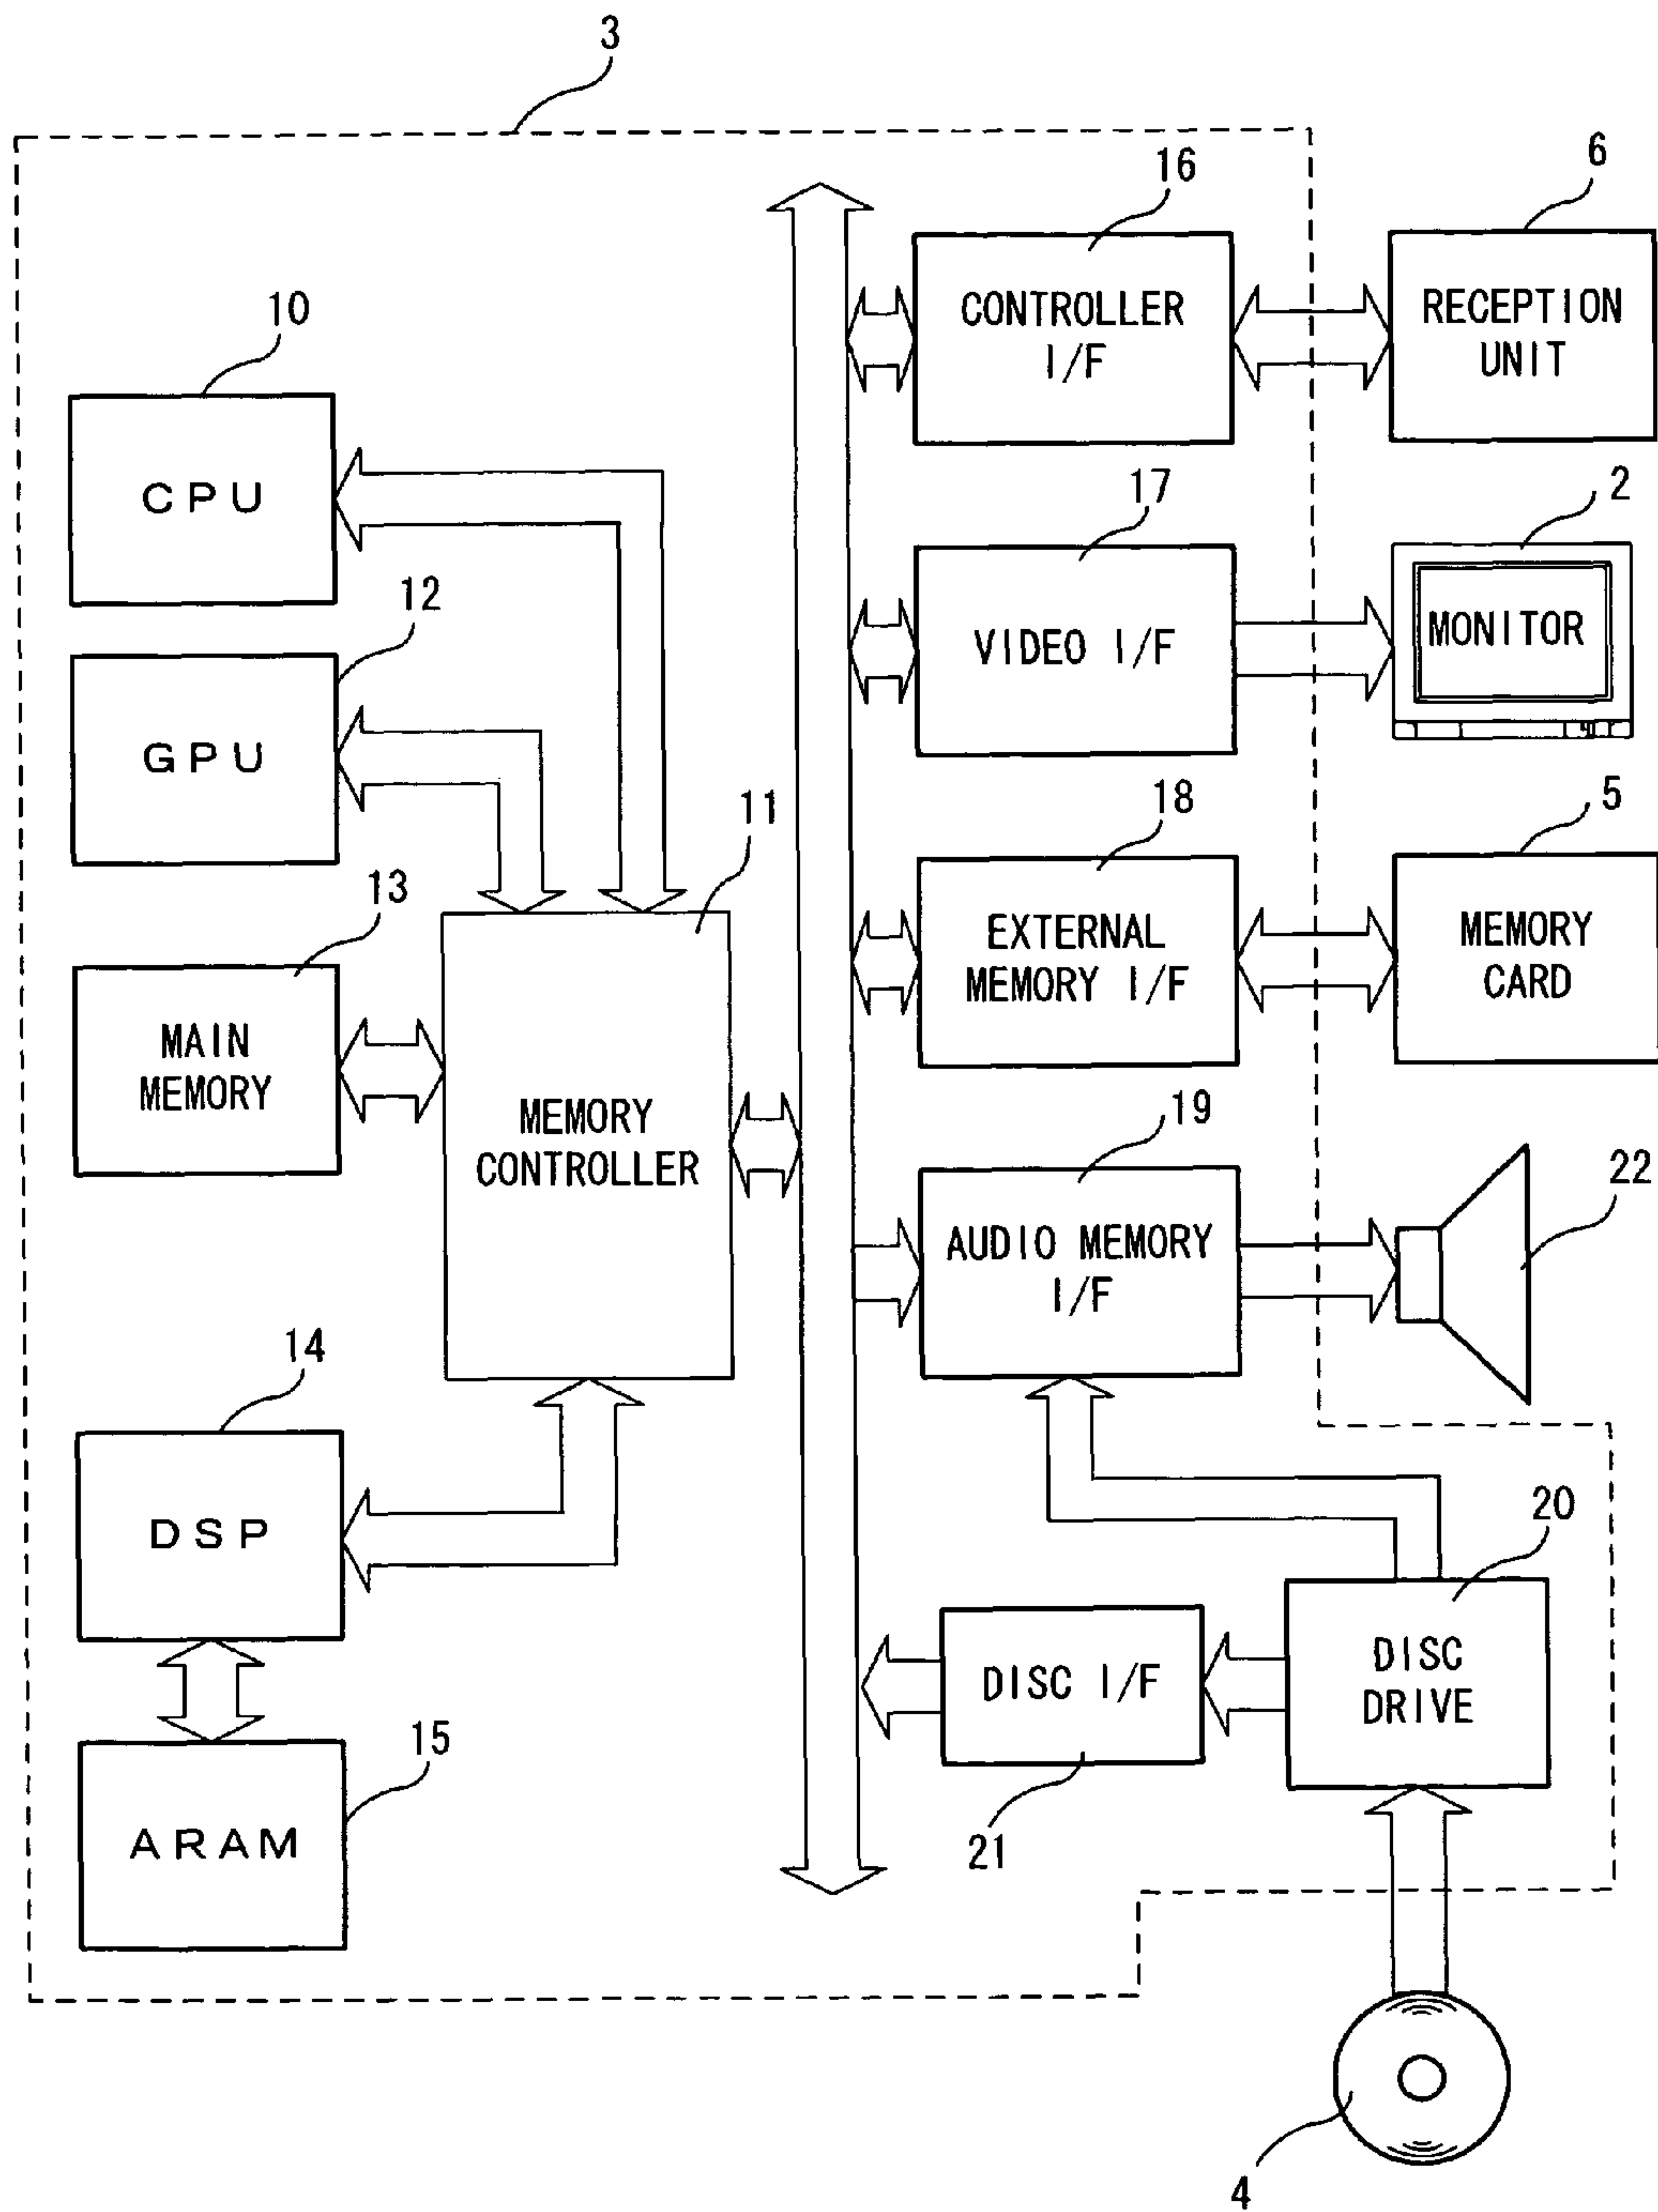 3
16
6
CONTROLLER
I/F
RECEPTION
UNIT
10
CPU
17
2
VIDEO I/F
MONITOR
12
GPU
11
18
5
13
EXTERNAL
MEMORY I/F
MEMORY
CARD
MAIN
MEMORY
MEMORY
CONTROLLER
19
22
AUDIO MEMORY
I/F
14
DSP
20
DISC
DRIVE
DISC I/F
21
15
ARAM
4